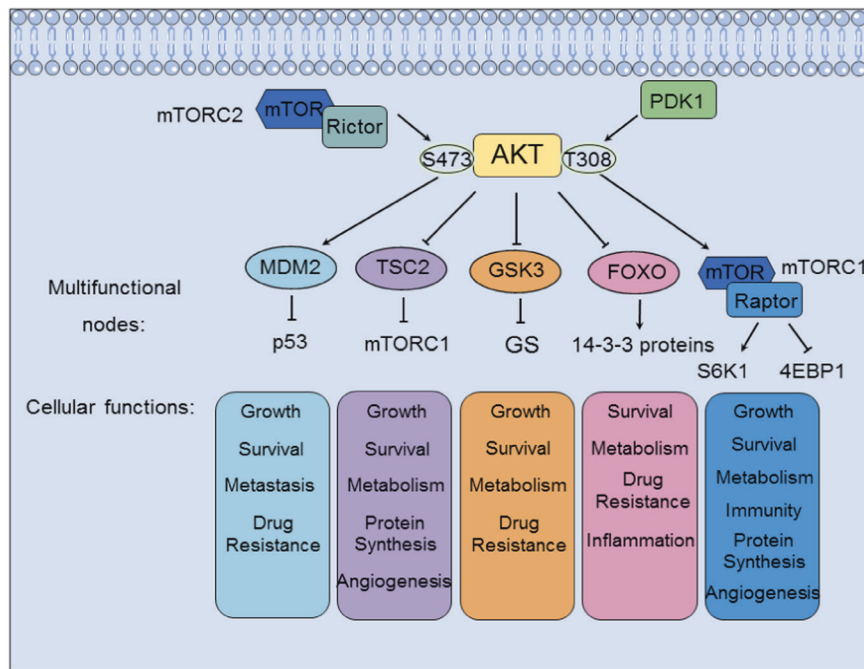 mTORC2
mTOR
Rictor
PDK1
S473
AKT
T308
MDM2
TSC2
GSK3
FOXO
mTOR
mTORC1
Raptor
Multifunctional
nodes:
p53
mTORC1
GS
14-3-3 proteins
S6K1
4EBP1
Cellular functions:
Growth
Survival
Metastasis
Drug
Resistance
Growth
Survival
Metabolism
Protein
Synthesis
Angiogenesis
Growth
Survival
Metabolism
Drug
Resistance
Survival
Metabolism
Drug
Resistance
Inflammation
Growth
Survival
Metabolism
Immunity
Protein
Synthesis
Angiogenesis